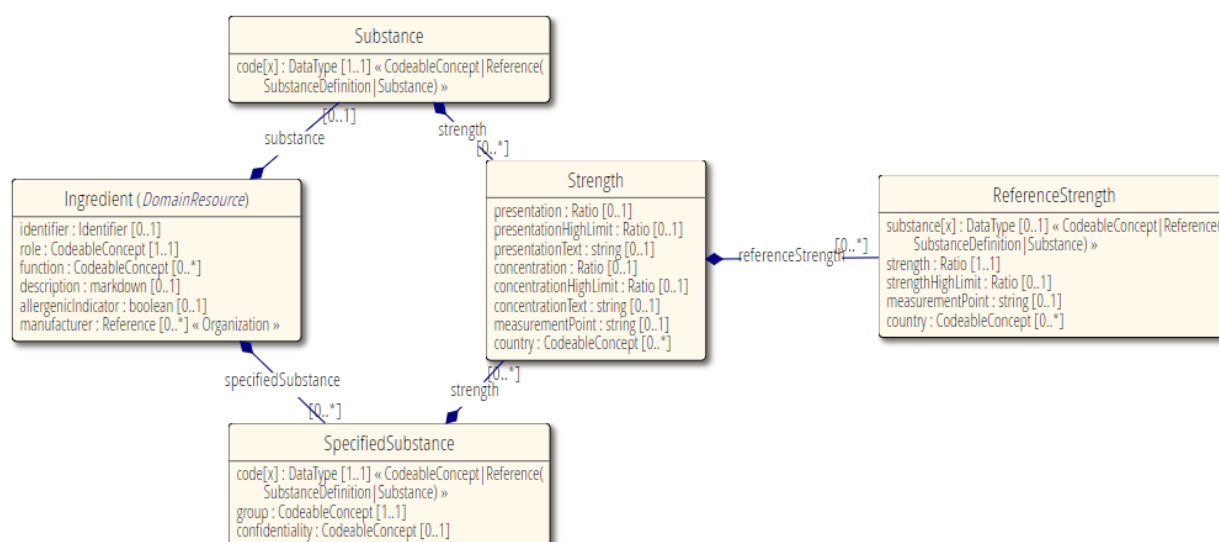 Substance
code[x] : DataType [1..1] « CodeableConcept|Reference(
SubstanceDefinition|Substance) »
[0..1]
substance
strength
[0..*]
Ingredient (DomainResource)
identifier : Identifier [0..1]
role : CodeableConcept [1..1]
function : CodeableConcept [0..*]
description : markdown [0..1]
allergenicIndicator : boolean [0..1]
manufacturer : Reference [0..*] « Organization »
Strength
presentation : Ratio [0..1]
presentationHighLimit : Ratio [0..1]
presentationText : string [0..1]
concentration : Ratio [0..1]
concentrationHighLimit : Ratio [0..1]
concentrationText : string [0..1]
measurementPoint : string [0..1]
country : CodeableConcept [0..*]
referenceStrength
[0..*]
ReferenceStrength
substance[x] : DataType [0..1] « CodeableConcept|Reference(
SubstanceDefinition|Substance) »
strength : Ratio [1..1]
strengthHighLimit : Ratio [0..1]
measurementPoint : string [0..1]
country : CodeableConcept [0..*]
specifiedSubstance
[0..*]
[0..*]
strength
SpecifiedSubstance
code[x] : DataType [1..1] « CodeableConcept|Reference(
SubstanceDefinition|Substance) »
group : CodeableConcept [1..1]
confidentiality : CodeableConcept [0..1]